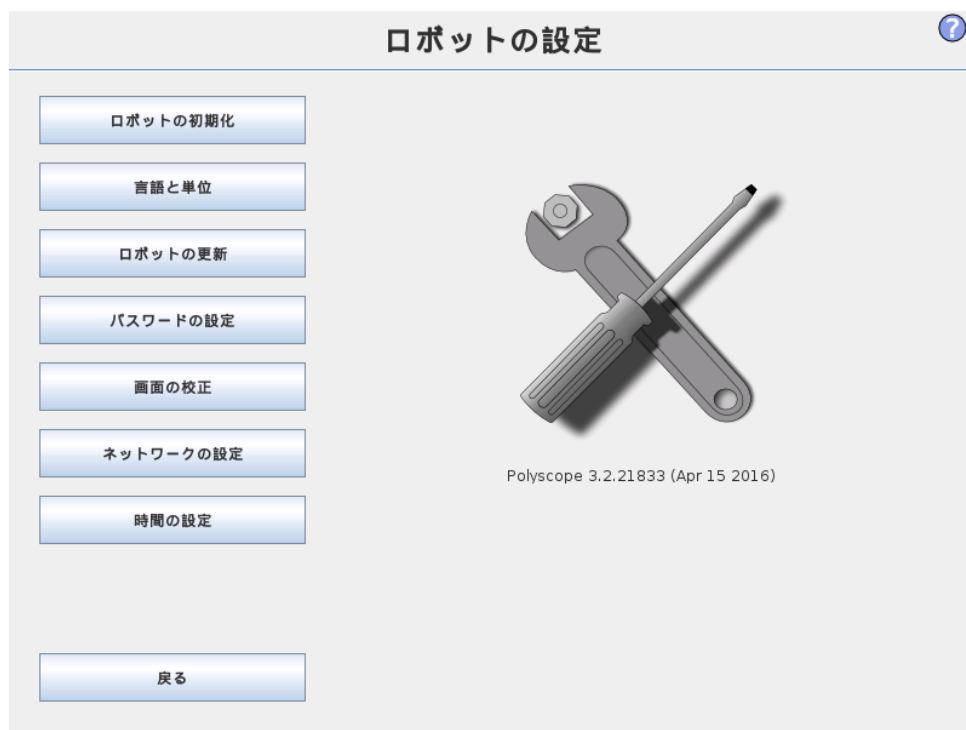 ロボットの設定
?
ロボットの初期化
言語と単位
ロボットの更新
パスワードの設定
画面の校正
ネットワークの設定
時間の設定
Polyscope 3.2.21833 (Apr 15 2016)
戻る